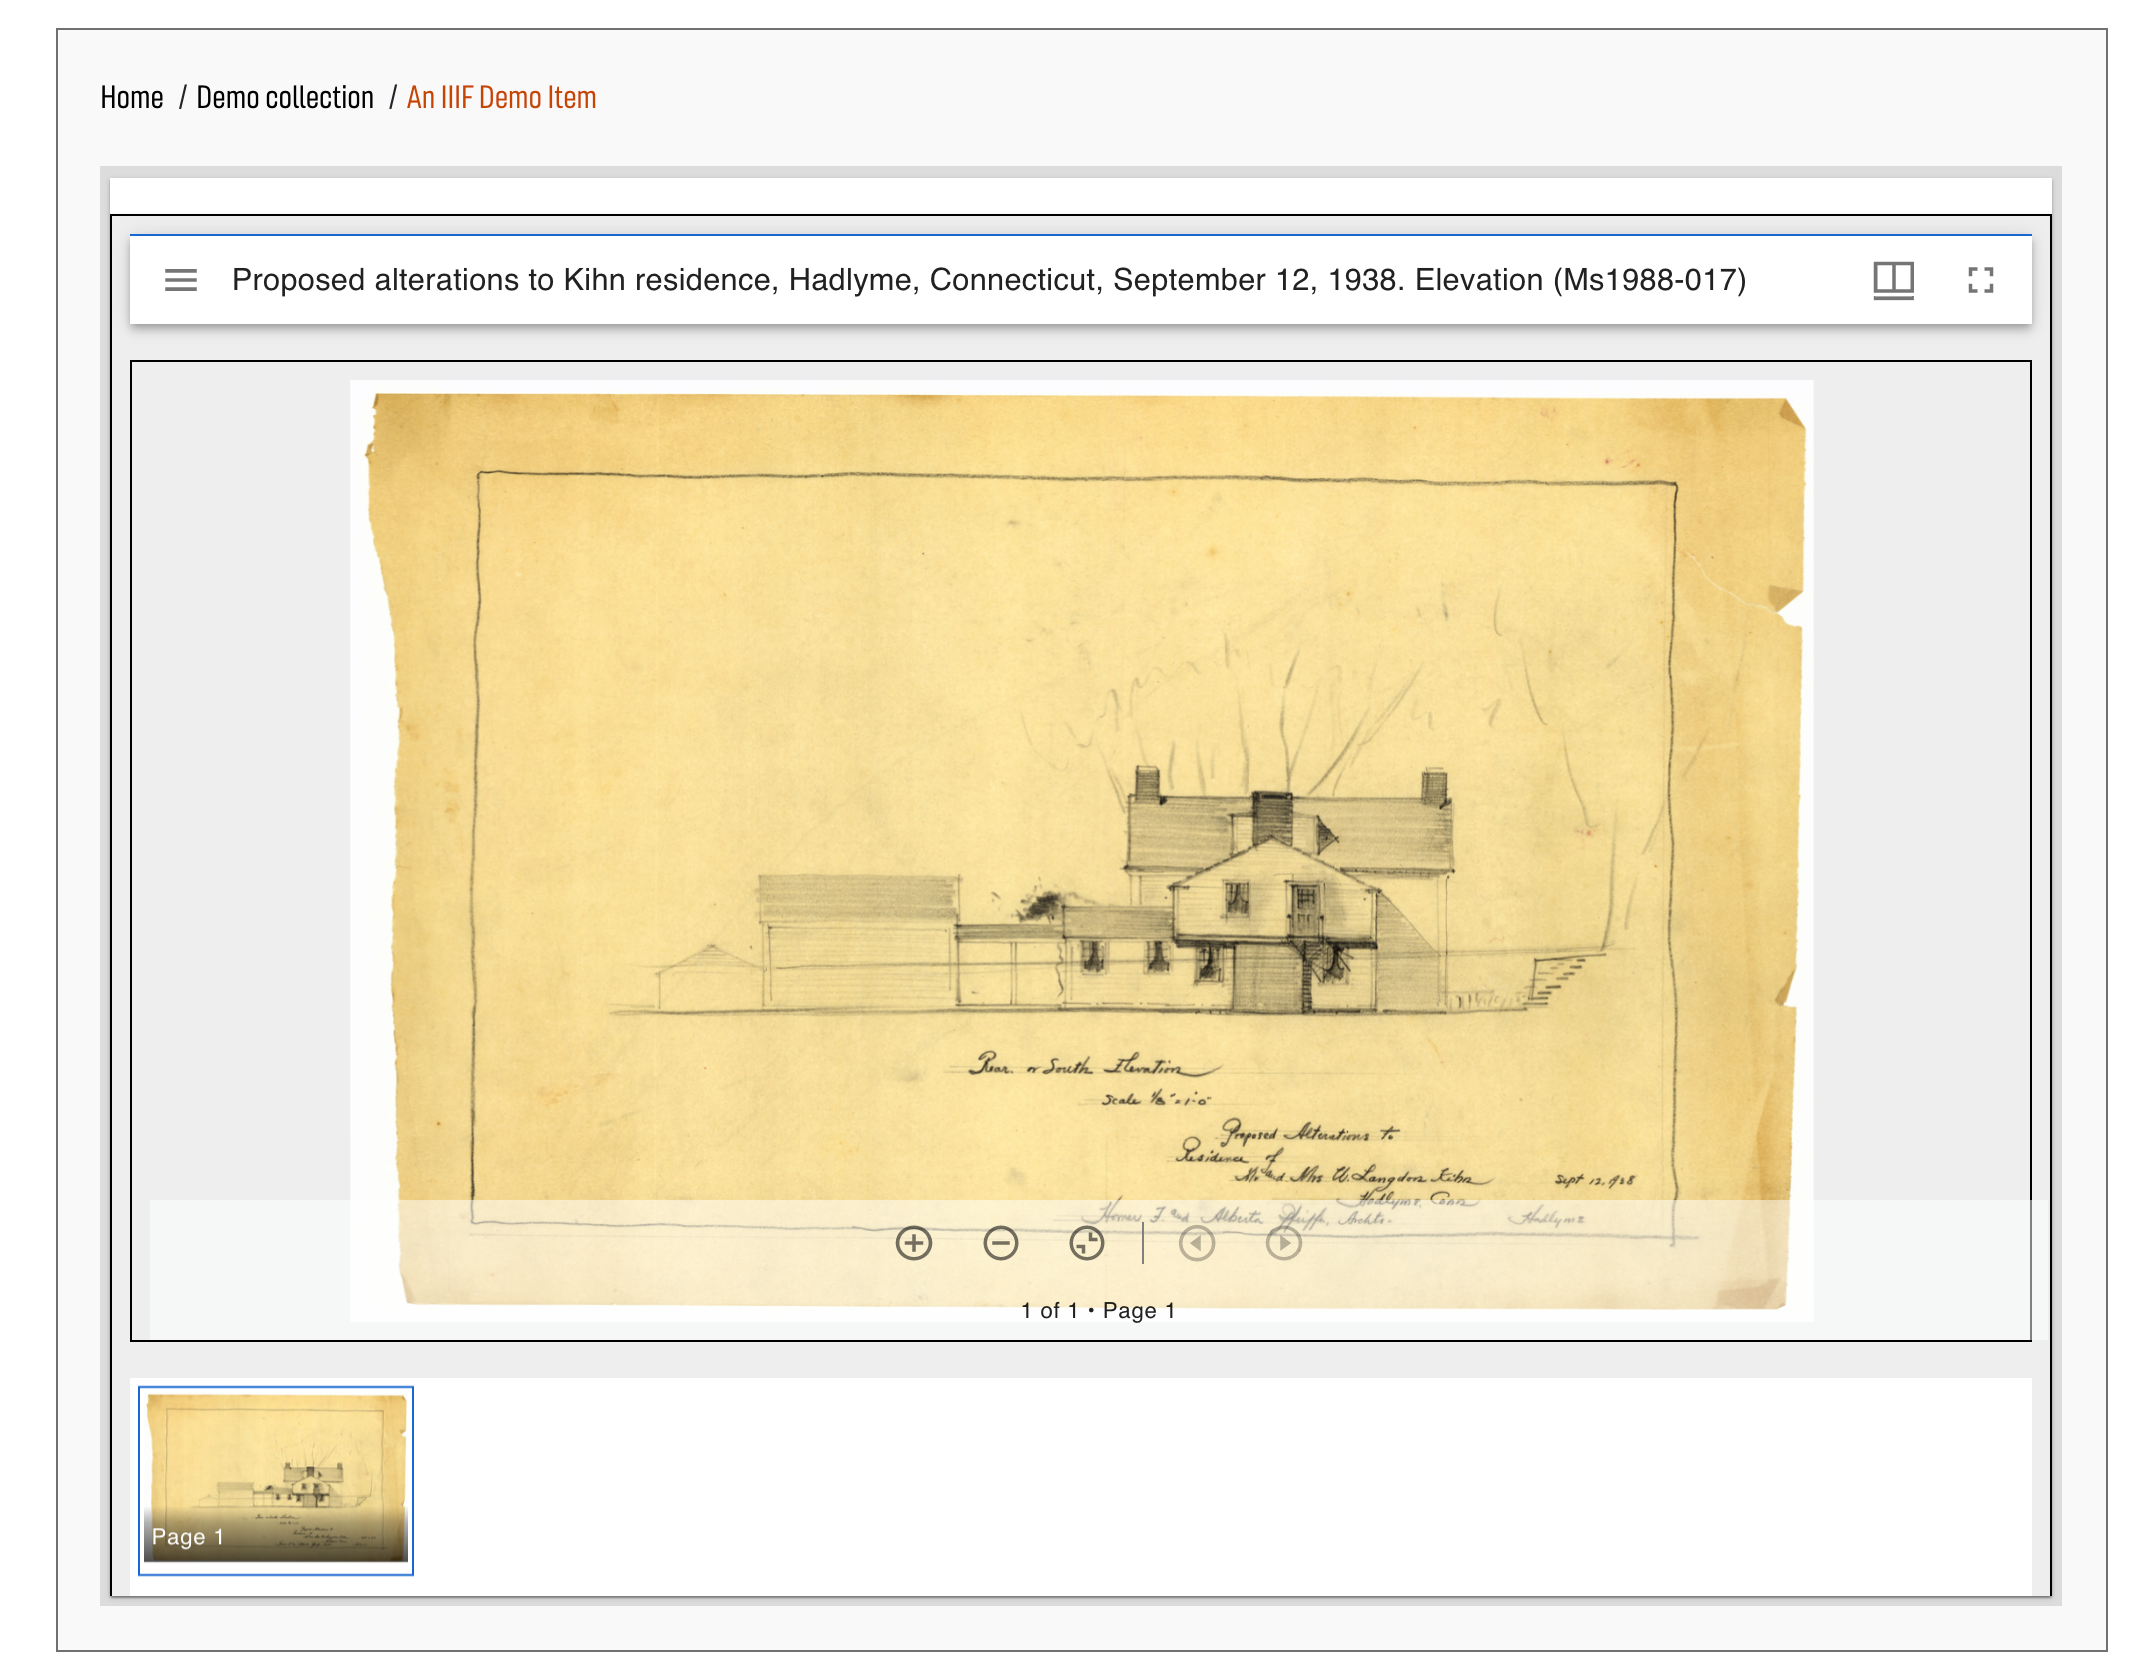 Home / Demo collection / An IIIF Demo Item
Proposed alterations to Kihn residence, Hadlyme, Connecticut, September 12, 1938. Elevation (Ms1988-017)
Rear or South Elevation
Scale 1/8" = 1'-0"
Proposed Alterations to
Residence of
Mr and Mrs W. Langdon Kihn
Sept 12, 1938
Hadlyme, Conn
Homer F. and Alberta Pfeiffer, Archts.
Hadlyme
1 of 1 • Page 1
Page 1